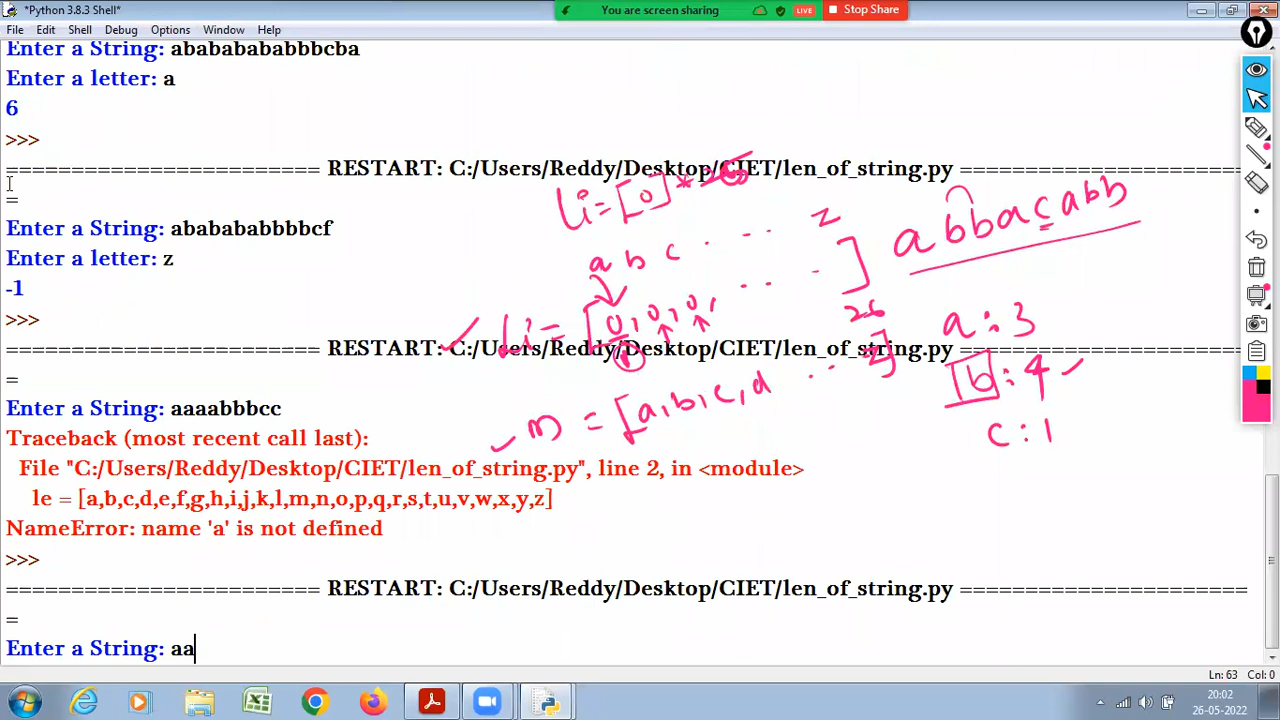 *Python 3.8.3 Shell*
You are screen sharing
LIVE
Stop Share
File Edit Shell Debug Options Window Help
Enter a String: abababababbbcba
Enter a letter: a
6
>>>
======================== RESTART: C:/Users/Reddy/Desktop/CIET/len_of_string.py ======================
=
Enter a String: ababababbbbcf
Enter a letter: z
-1
>>>
======================== RESTART: C:/Users/Reddy/Desktop/CIET/len_of_string.py ======================
=
Enter a String: aaaabbbcc
Traceback (most recent call last):
File "C:/Users/Reddy/Desktop/CIET/len_of_string.py", line 2, in <module>
le = [a,b,c,d,e,f,g,h,i,j,k,l,m,n,o,p,q,r,s,t,u,v,w,x,y,z]
NameError: name 'a' is not defined
>>>
======================== RESTART: C:/Users/Reddy/Desktop/CIET/len_of_string.py ======================
=
Enter a String: aa
li = [0] *
a b c . . . . z
abbacabb
li = [0, 0, 0, . . . ]
26
m = [a, b, c, d . . . z]
a : 3
b : 4
c : 1
Ln: 63 Col: 0
20:02
26-05-2022